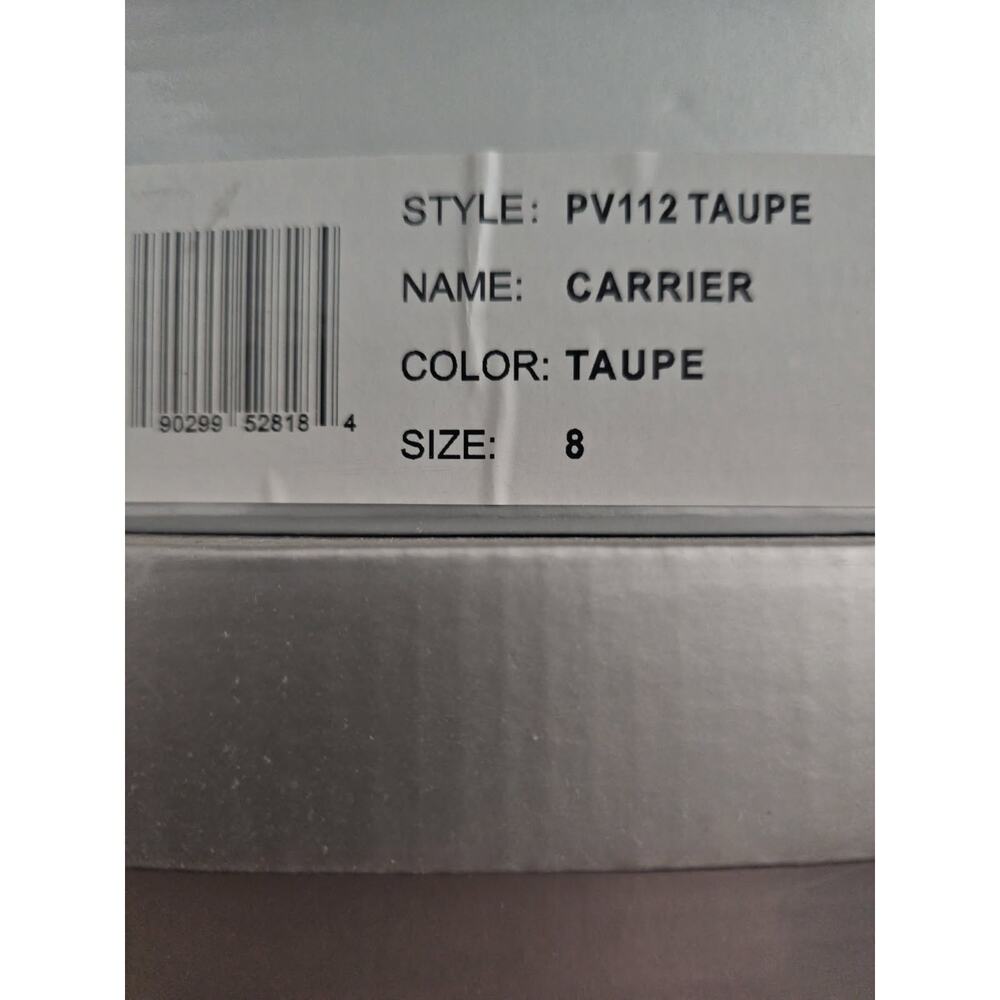 STYLE: PV112 TAUPE
NAME: CARRIER
COLOR: TAUPE
SIZE: 8
90299 52818 4